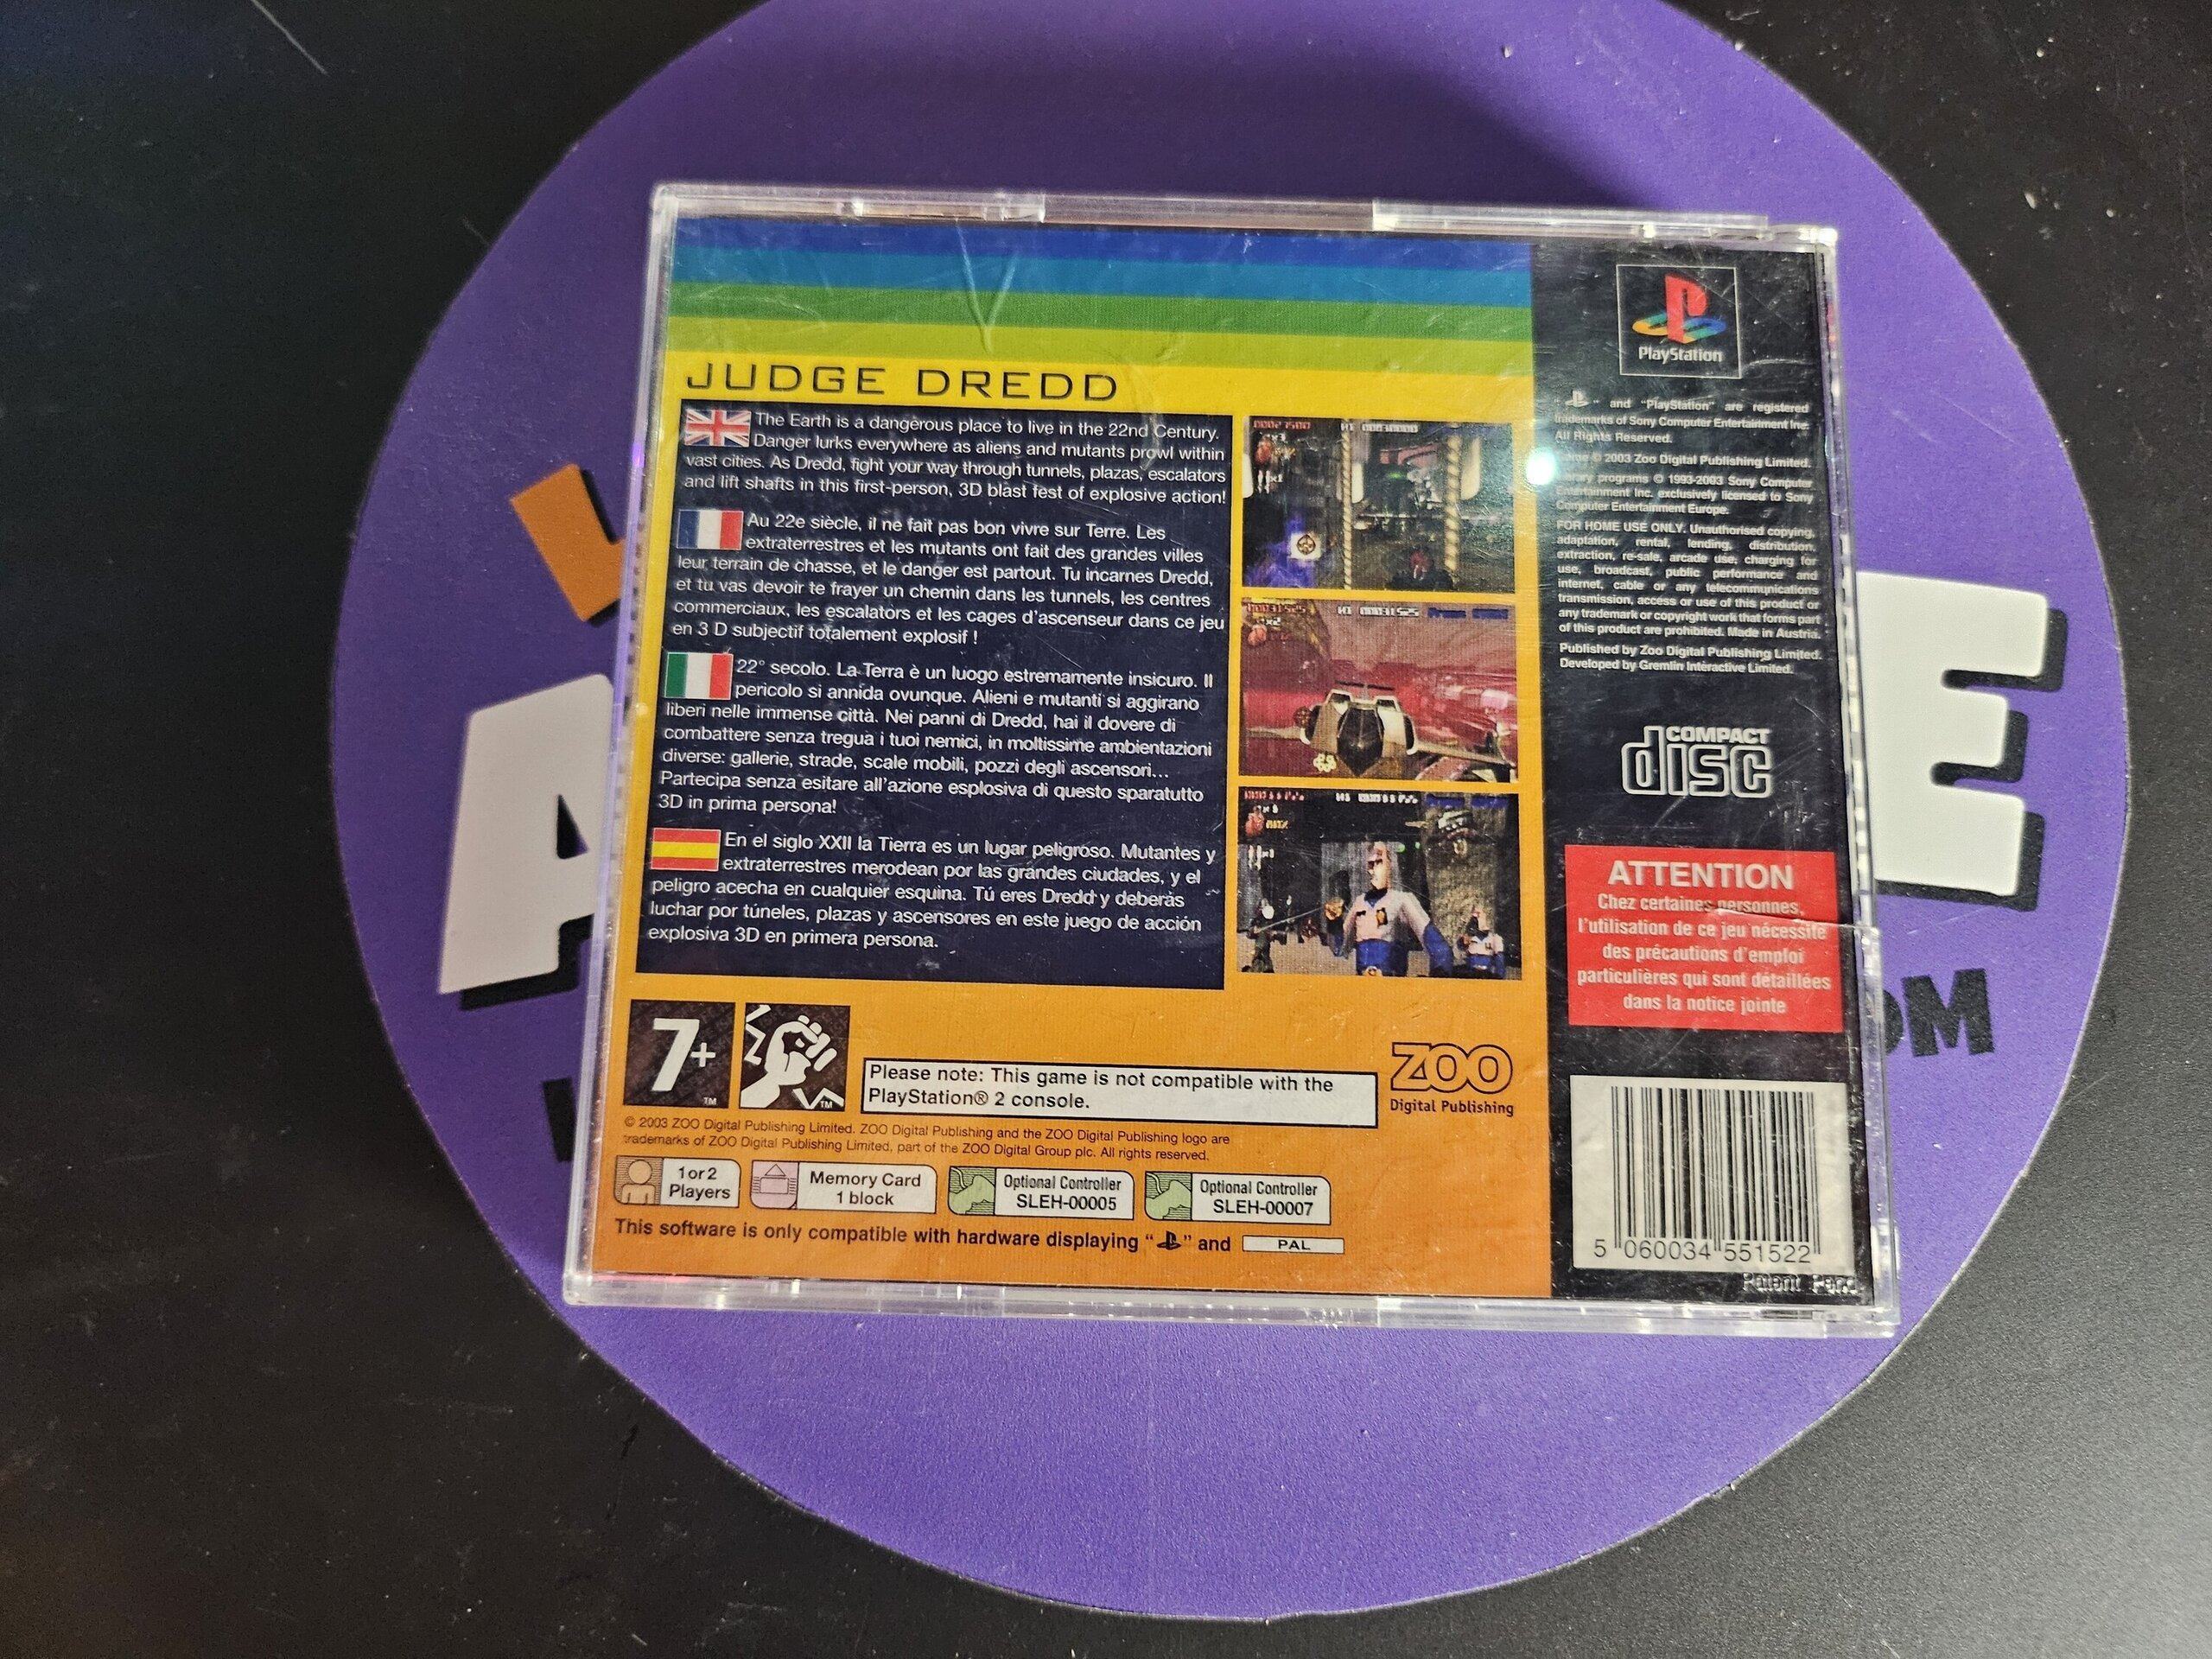 JUDGE DREDD
The Earth is a dangerous place to live in the 22nd Century.
Danger lurks everywhere as aliens and mutants prowl within
vast cities. As Dredd, fight your way through tunnels, plazas, escalators
and lift shafts in this first-person, 3D blast fest of explosive action!
Au 22e siècle, il ne fait pas bon vivre sur Terre. Les
extraterrestres et les mutants ont fait des grandes villes
leur terrain de chasse, et le danger est partout. Tu incarnes Dredd,
et tu vas devoir te frayer un chemin dans les tunnels, les centres
commerciaux, les escalators et les cages d'ascenseur dans ce jeu
en 3 D subjectif totalement explosif !
22° secolo. La Terra è un luogo estremamente insicuro. Il
pericolo si annida ovunque. Alieni e mutanti si aggirano
liberi nelle immense città. Nei panni di Dredd, hai il dovere di
combattere senza tregua i tuoi nemici, in moltissime ambientazioni
diverse: gallerie, strade, scale mobili, pozzi degli ascensori...
Partecipa senza esitare all'azione esplosiva di questo sparatutto
3D in prima persona!
En el siglo XXII la Tierra es un lugar peligroso. Mutantes y
extraterrestres merodean por las grandes ciudades, y el
peligro acecha en cualquier esquina. Tú eres Dredd y deberás
luchar por túneles, plazas y ascensores en este juego de acción
explosiva 3D en primera persona.
7+
TM
TM
Please note: This game is not compatible with the
PlayStation® 2 console.
ZOO
Digital Publishing
© 2003 ZOO Digital Publishing Limited. ZOO Digital Publishing and the ZOO Digital Publishing logo are
trademarks of ZOO Digital Publishing Limited, part of the ZOO Digital Group plc. All rights reserved.
1 or 2
Players
Memory Card
1 block
Optional Controller
SLEH-00005
Optional Controller
SLEH-00007
This software is only compatible with hardware displaying " " and PAL
PlayStation
" " and "PlayStation" are registered
trademarks of Sony Computer Entertainment Inc.
All Rights Reserved.
© 2003 Zoo Digital Publishing Limited.
programs © 1993-2003 Sony Computer
Entertainment Inc. exclusively licensed to Sony
Computer Entertainment Europe.
FOR HOME USE ONLY. Unauthorised copying,
adaptation, rental, lending, distribution,
extraction, re-sale, arcade use, charging for
use, broadcast, public performance and
internet, cable or any telecommunications
transmission, access or use of this product or
any trademark or copyright work that forms part
of this product are prohibited. Made in Austria.
Published by Zoo Digital Publishing Limited.
Developed by Gremlin Interactive Limited.
COMPACT
disc
ATTENTION
Chez certaines personnes,
l'utilisation de ce jeu nécessite
des précautions d'emploi
particulières qui sont détaillées
dans la notice jointe
5 060034 551522
Patent Pend